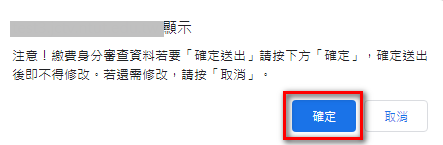 顯示
注意！繳費身分審查資料若要「確定送出」請按下方「確定」，確定送出
後即不得修改。若還需修改，請按「取消」。
確定
取消